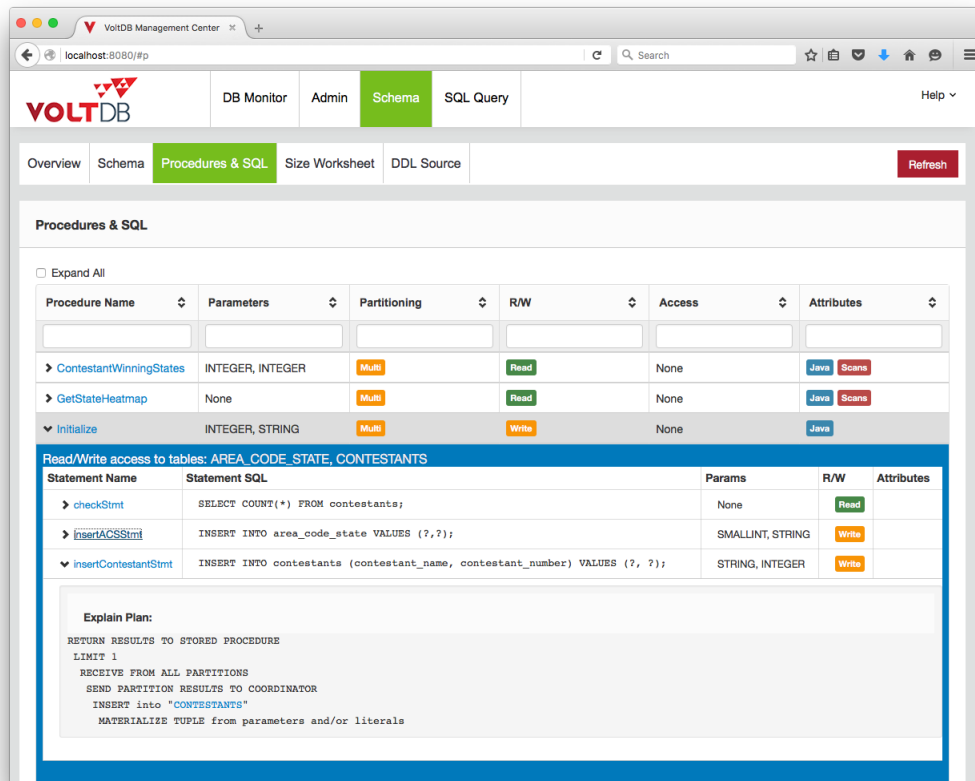 VoltDB Management Center
localhost:8080/#p
Search
VOLTDB
DB Monitor Admin Schema SQL Query
Help
Overview Schema Procedures & SQL Size Worksheet DDL Source
Refresh
Procedures & SQL
Expand All
Procedure Name Parameters Partitioning R/W Access Attributes
ContestantWinningStates INTEGER, INTEGER Multi Read None Java Scans
GetStateHeatmap None Multi Read None Java Scans
Initialize INTEGER, STRING Multi Write None Java
Read/Write access to tables: AREA_CODE_STATE, CONTESTANTS
Statement Name Statement SQL Params R/W Attributes
checkStmt SELECT COUNT(*) FROM contestants; None Read
insertACSStmt INSERT INTO area_code_state VALUES (?,?); SMALLINT, STRING Write
insertContestantStmt INSERT INTO contestants (contestant_name, contestant_number) VALUES (?, ?); STRING, INTEGER Write
Explain Plan:
RETURN RESULTS TO STORED PROCEDURE
LIMIT 1
RECEIVE FROM ALL PARTITIONS
SEND PARTITION RESULTS TO COORDINATOR
INSERT into "CONTESTANTS"
MATERIALIZE TUPLE from parameters and/or literals